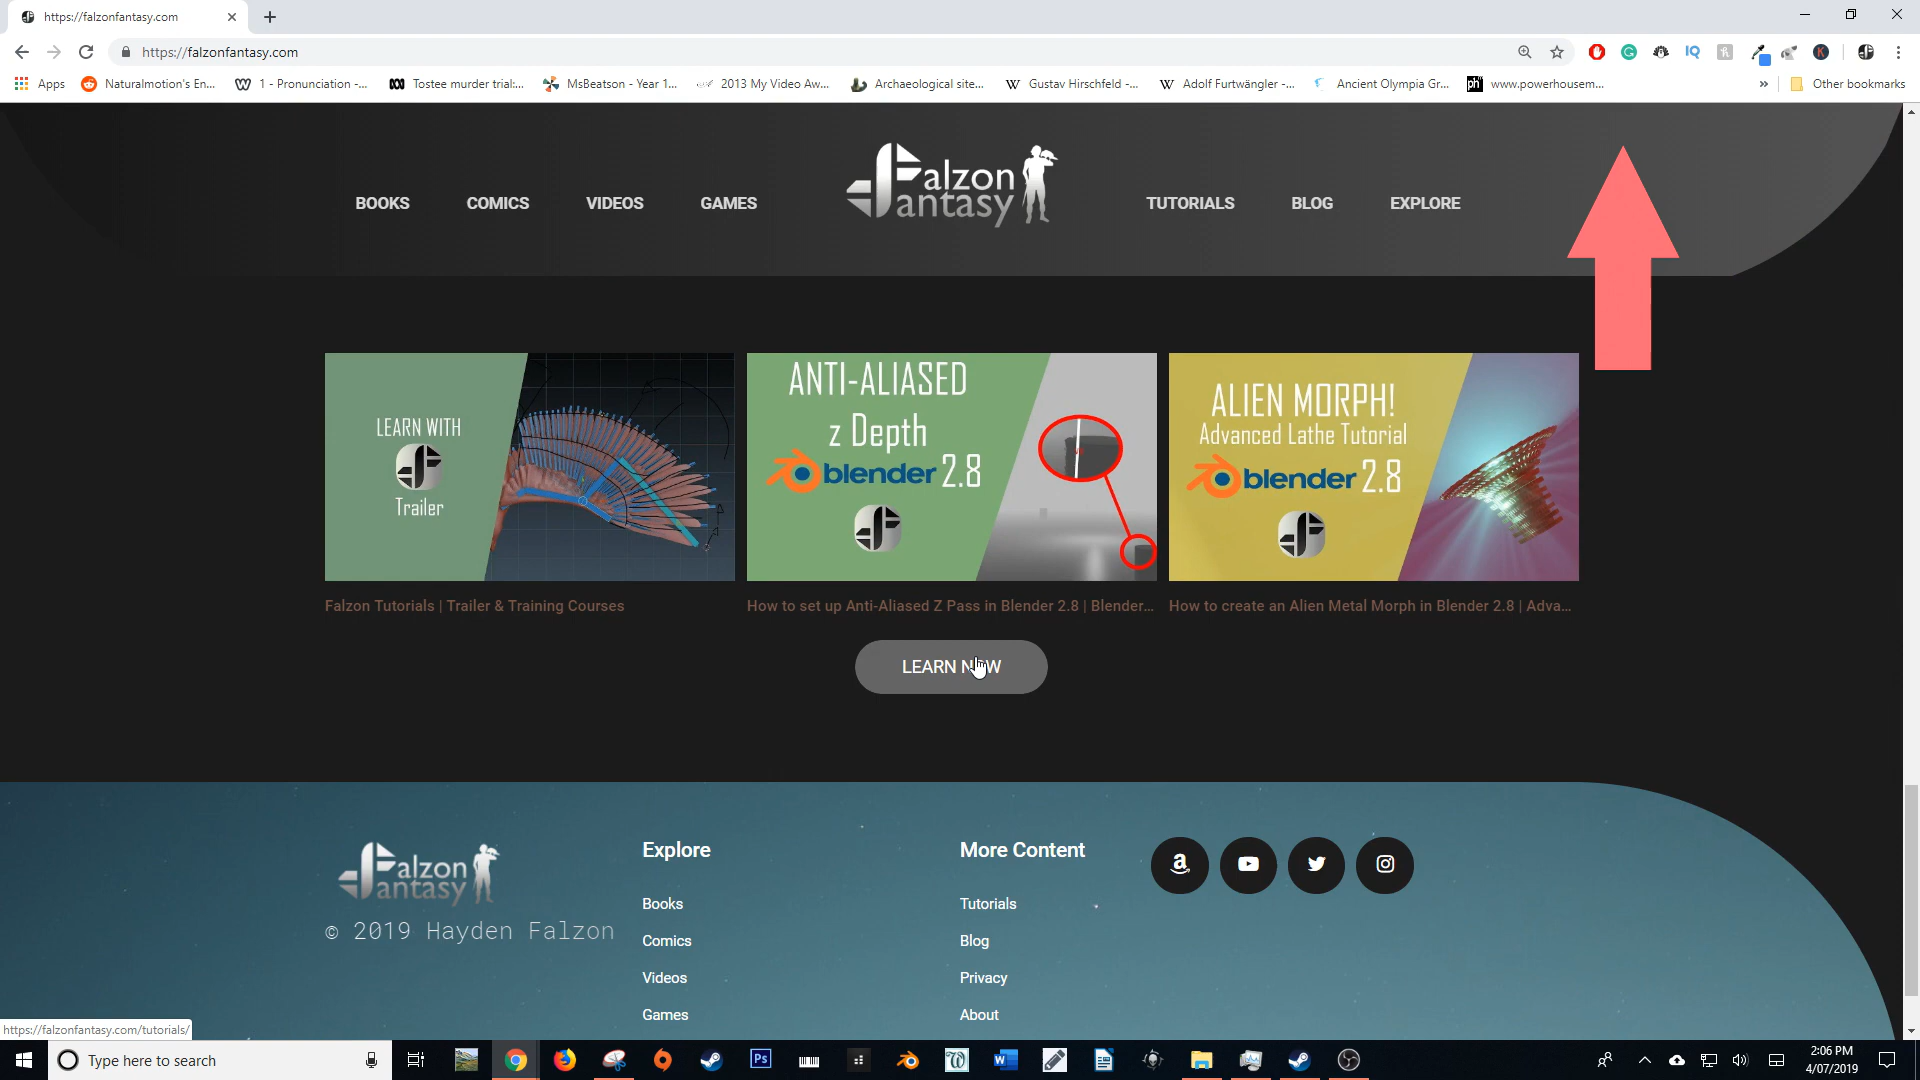 https://falzonfantasy.com
https://falzonfantasy.com
Apps
Naturalmotion's En...
1 - Pronunciation -...
Tostee murder trial:...
MsBeatson - Year 1...
2013 My Video Aw...
Archaeological site...
Gustav Hirschfeld -...
Adolf Furtwängler -...
Ancient Olympia Gr...
ph
www.powerhousem...
»
Other bookmarks
BOOKS
COMICS
VIDEOS
GAMES
Falzon
Fantasy
TUTORIALS
BLOG
EXPLORE
LEARN WITH
Trailer
ANTI-ALIASED
z Depth
blender 2.8
ALIEN MORPH!
Advanced Lathe Tutorial
blender 2.8
Falzon Tutorials | Trailer & Training Courses
How to set up Anti-Aliased Z Pass in Blender 2.8 | Blender...
How to create an Alien Metal Morph in Blender 2.8 | Adva...
LEARN NOW
Falzon
Fantasy
© 2019 Hayden Falzon
Explore
Books
Comics
Videos
Games
More Content
Tutorials
Blog
Privacy
About
https://falzonfantasy.com/tutorials/
Type here to search
Ps
2:06 PM
4/07/2019